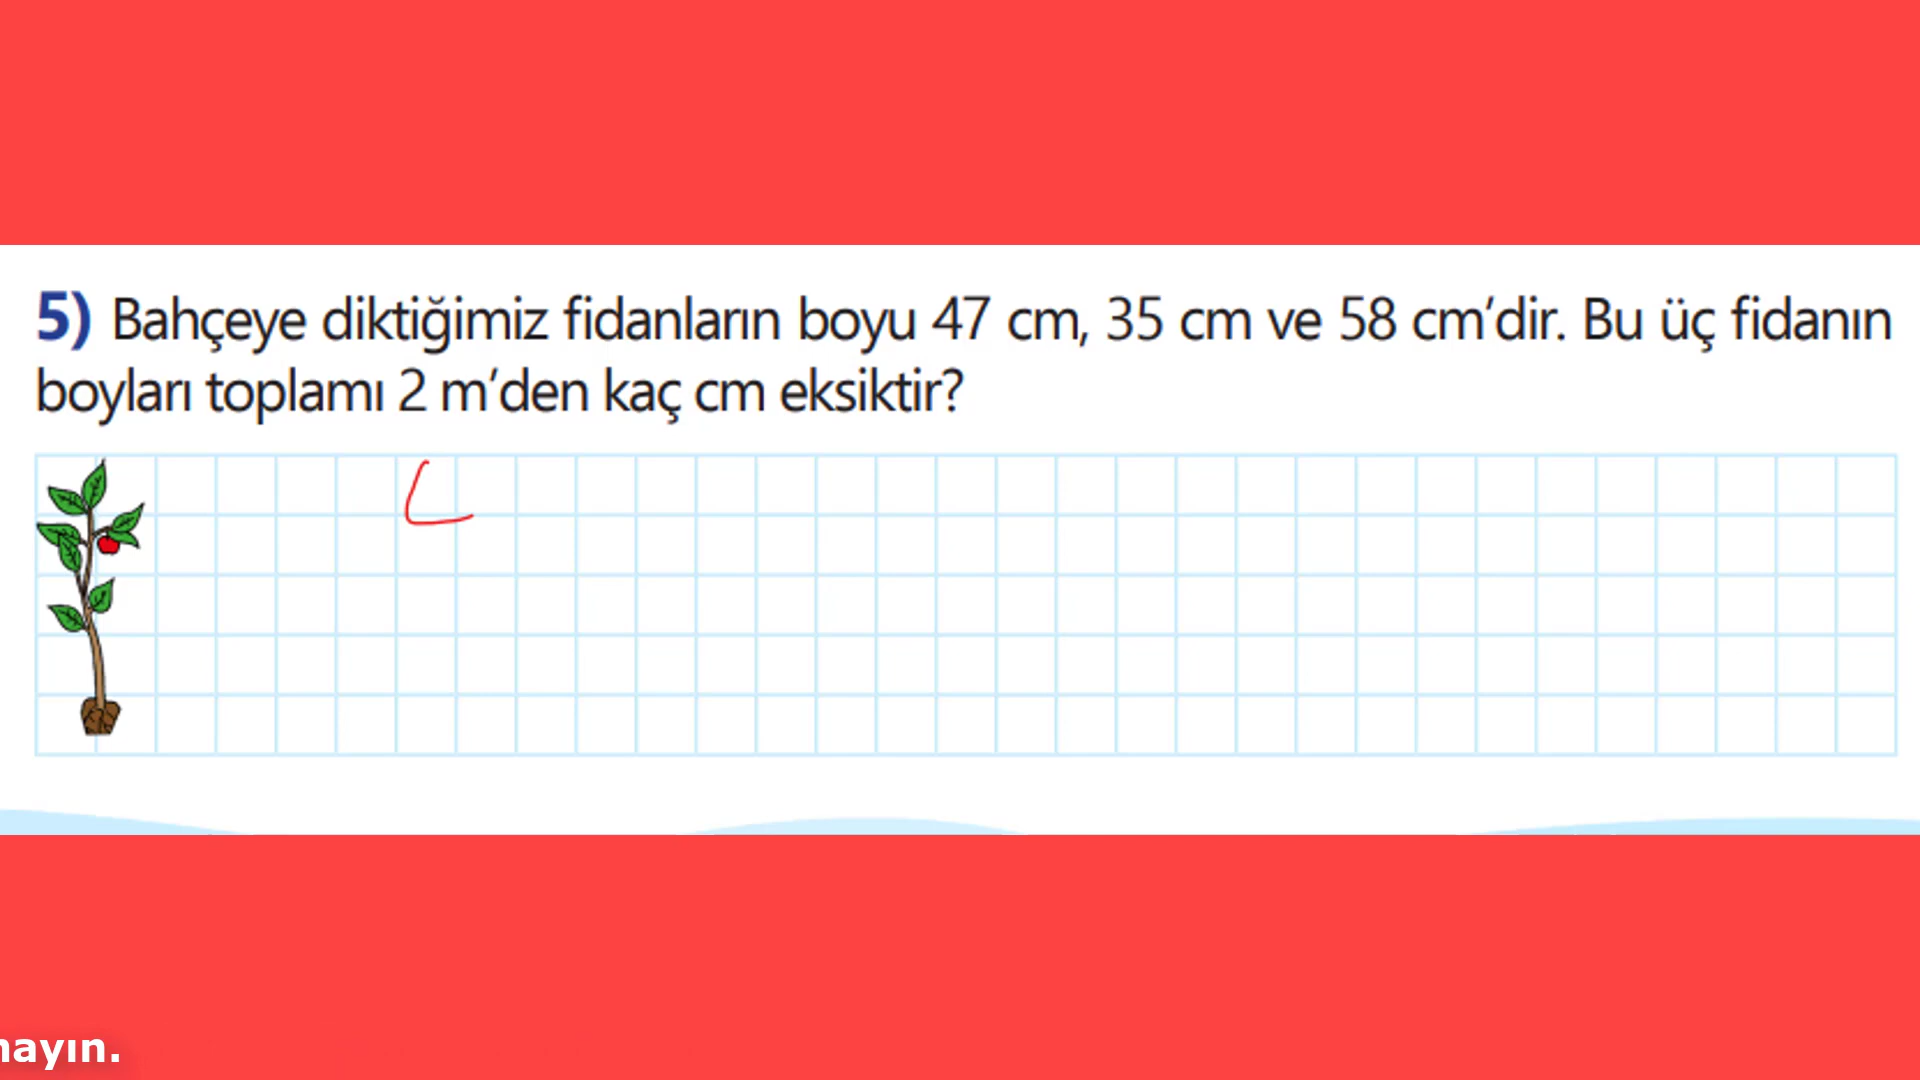 5) Bahçeye diktiğimiz fidanların boyu 47 cm, 35 cm ve 58 cm’dir. Bu üç fidanın
boyları toplamı 2 m’den kaç cm eksiktir?